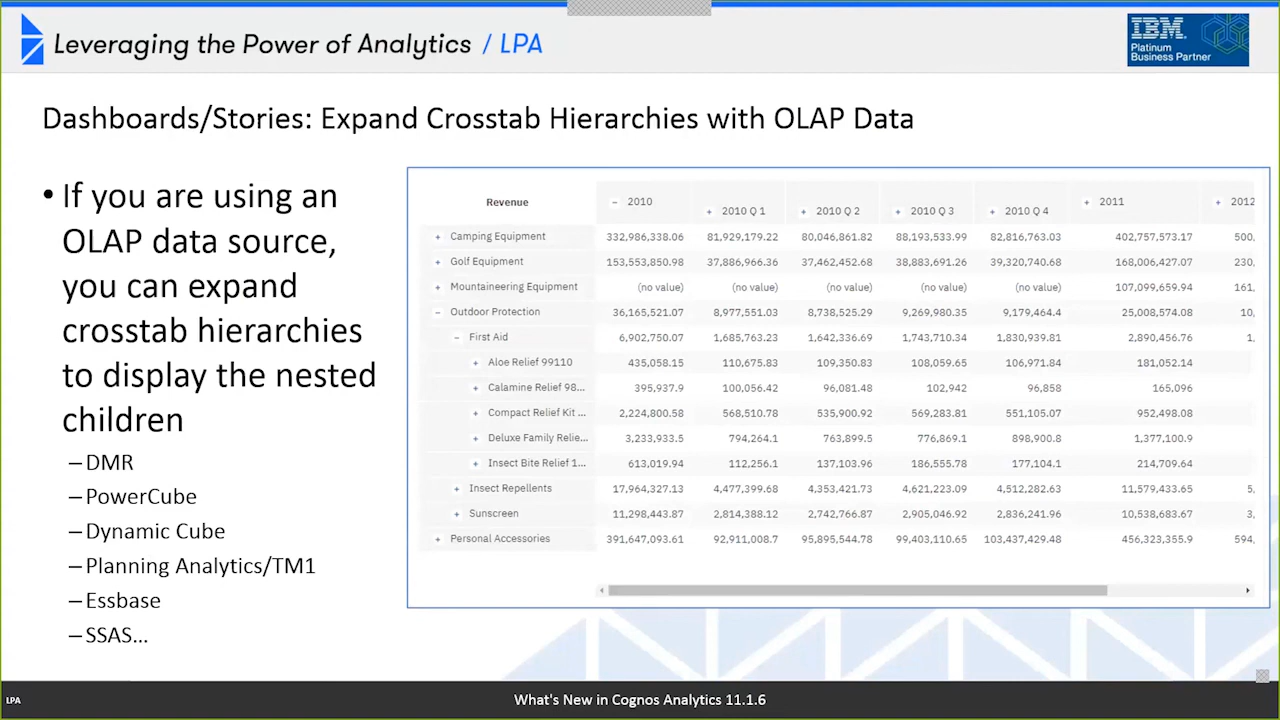 Leveraging the Power of Analytics / LPA
IBM.
Platinum
Business Partner
Dashboards/Stories: Expand Crosstab Hierarchies with OLAP Data
• If you are using an
OLAP data source,
you can expand
crosstab hierarchies
to display the nested
children
–DMR
–PowerCube
–Dynamic Cube
–Planning Analytics/TM1
–Essbase
–SSAS...
Revenue − 2010 + 2010 Q 1 + 2010 Q 2 + 2010 Q 3 + 2010 Q 4 + 2011 + 2012
+ Camping Equipment 332,986,338.06 81,929,179.22 80,046,861.82 88,193,533.99 82,816,763.03 402,757,573.17 500,
+ Golf Equipment 153,553,850.98 37,886,966.36 37,462,452.68 38,883,691.26 39,320,740.68 168,006,427.07 230,
+ Mountaineering Equipment (no value) (no value) (no value) (no value) (no value) 107,099,659.94 161,
− Outdoor Protection 36,165,521.07 8,977,551.03 8,738,525.29 9,269,980.35 9,179,464.4 25,008,574.08 10,
− First Aid 6,902,750.07 1,685,763.23 1,642,336.69 1,743,710.34 1,830,939.81 2,890,456.76 1,
+ Aloe Relief 99110 435,058.15 110,675.83 109,350.83 108,059.65 106,971.84 181,052.14
+ Calamine Relief 98... 395,937.9 100,056.42 96,081.48 102,942 96,858 165,096
+ Compact Relief Kit ... 2,224,800.58 568,510.78 535,900.92 569,283.81 551,105.07 952,498.08
+ Deluxe Family Relie... 3,233,933.5 794,264.1 763,899.5 776,869.1 898,900.8 1,377,100.9
+ Insect Bite Relief 1... 613,019.94 112,256.1 137,103.96 186,555.78 177,104.1 214,709.64
+ Insect Repellents 17,964,327.13 4,477,399.68 4,353,421.73 4,621,223.09 4,512,282.63 11,579,433.65 5,
+ Sunscreen 11,298,443.87 2,814,388.12 2,742,766.87 2,905,046.92 2,836,241.96 10,538,683.67 3,
+ Personal Accessories 391,647,093.61 92,911,008.7 95,895,544.78 99,403,110.65 103,437,429.48 456,323,355.9 594,
LPA
What's New in Cognos Analytics 11.1.6